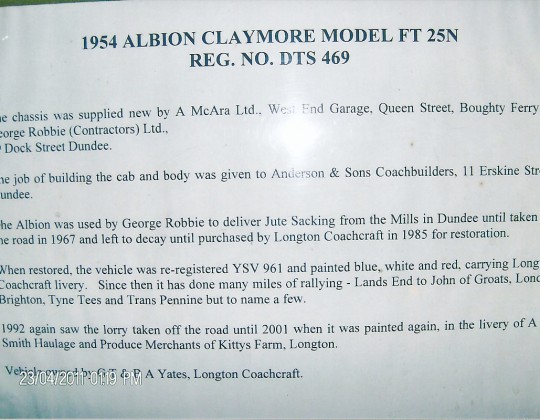 1954 ALBION CLAYMORE MODEL FT 25N
REG. NO. DTS 469
he chassis was supplied new by A McAra Ltd., West End Garage, Queen Street, Boughty Ferry
eorge Robbie (Contractors) Ltd.,
Dock Street Dundee.
he job of building the cab and body was given to Anderson & Sons Coachbuilders, 11 Erskine Stre
undee.
he Albion was used by George Robbie to deliver Jute Sacking from the Mills in Dundee until taken
he road in 1967 and left to decay until purchased by Longton Coachcraft in 1985 for restoration.
When restored, the vehicle was re-registered YSV 961 and painted blue, white and red, carrying Long
Coachcraft livery. Since then it has done many miles of rallying - Lands End to John of Groats, Lond
Brighton, Tyne Tees and Trans Pennine but to name a few.
1992 again saw the lorry taken off the road until 2001 when it was painted again, in the livery of A
Smith Haulage and Produce Merchants of Kittys Farm, Longton.
Vehicle owned by & A Yates, Longton Coachcraft.
23/04/2011 01:19 PM